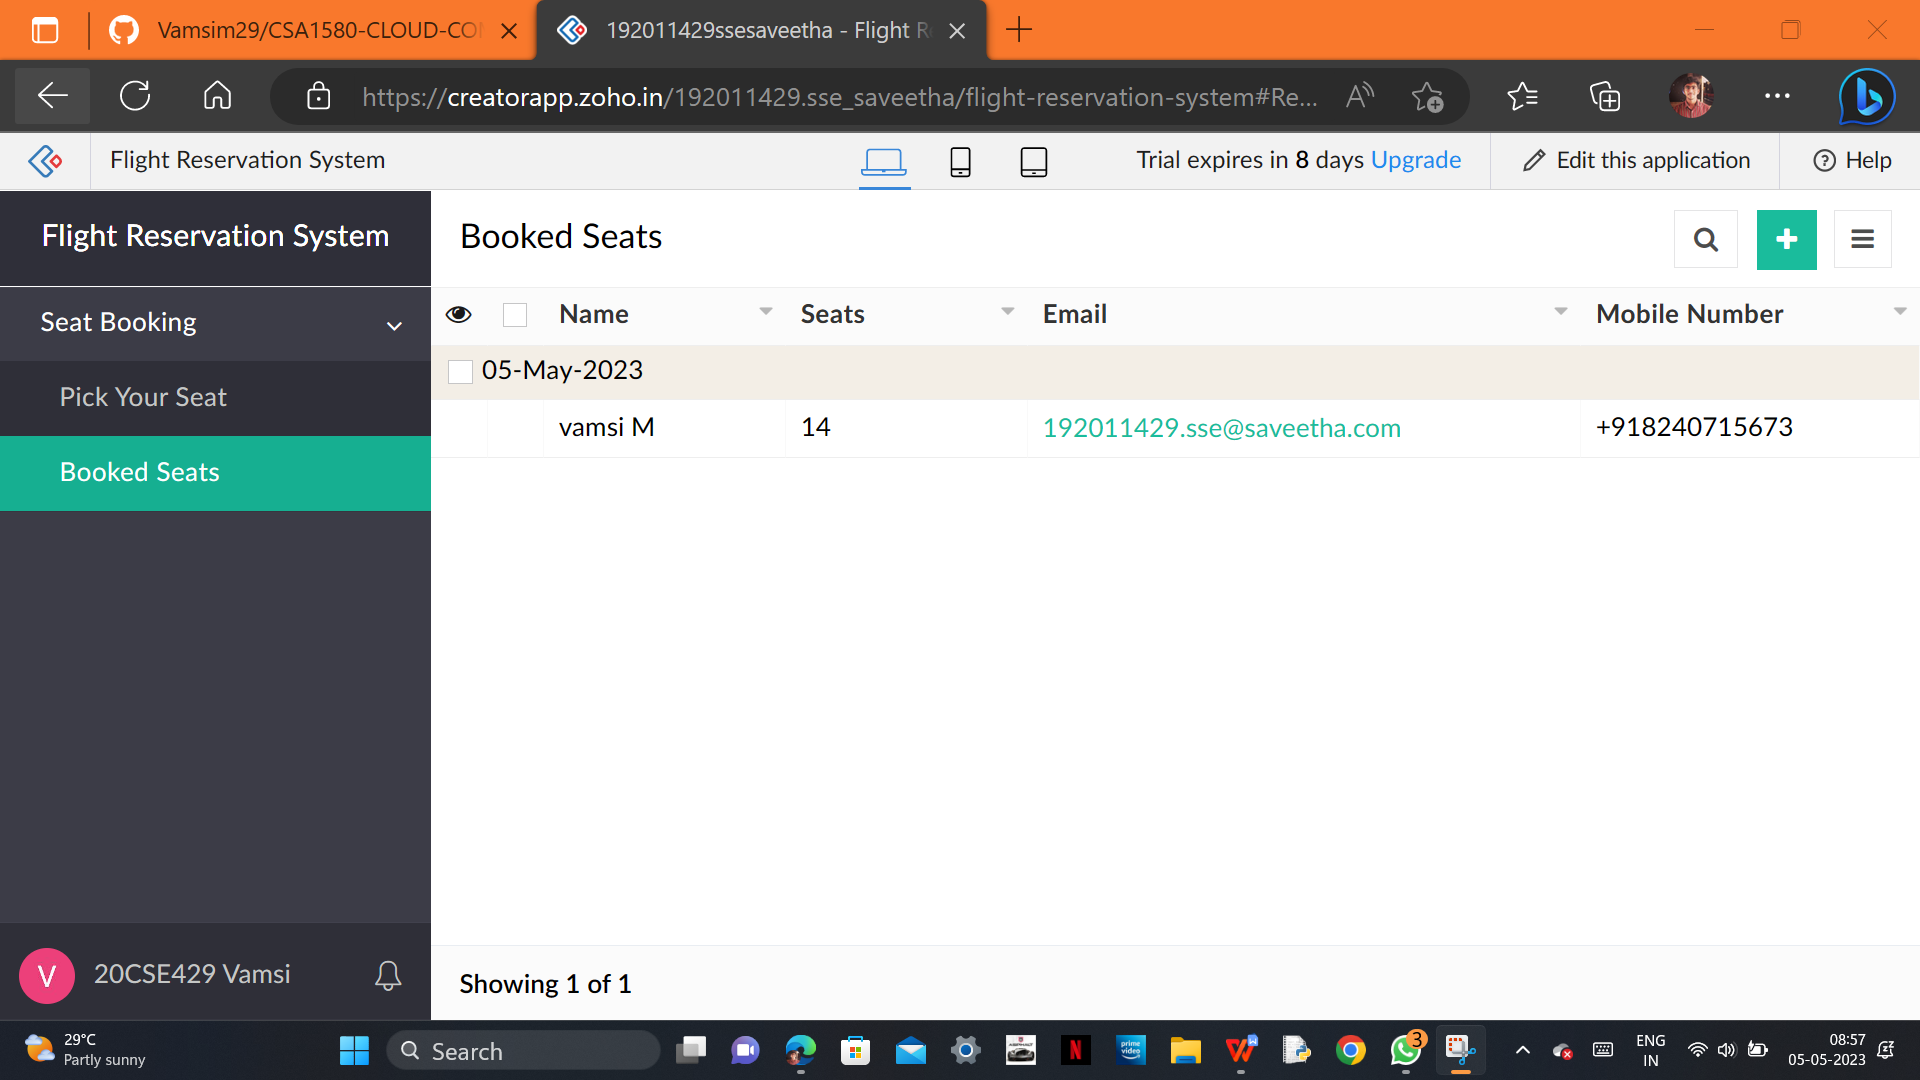 Vamsim29/CSA1580-CLOUD-CO
192011429ssesaveetha - Flight R
https://creatorapp.zoho.in/192011429.sse_saveetha/flight-reservation-system#Re...
Flight Reservation System
Trial expires in 8 days Upgrade
Edit this application
Help
Flight Reservation System
Seat Booking
Pick Your Seat
Booked Seats
20CSE429 Vamsi
V
Booked Seats
Name Seats Email Mobile Number
05-May-2023
vamsi M 14 192011429.sse@saveetha.com +918240715673
Showing 1 of 1
29°C
Partly sunny
Search
prime
video
3
ENG
IN
08:57
05-05-2023